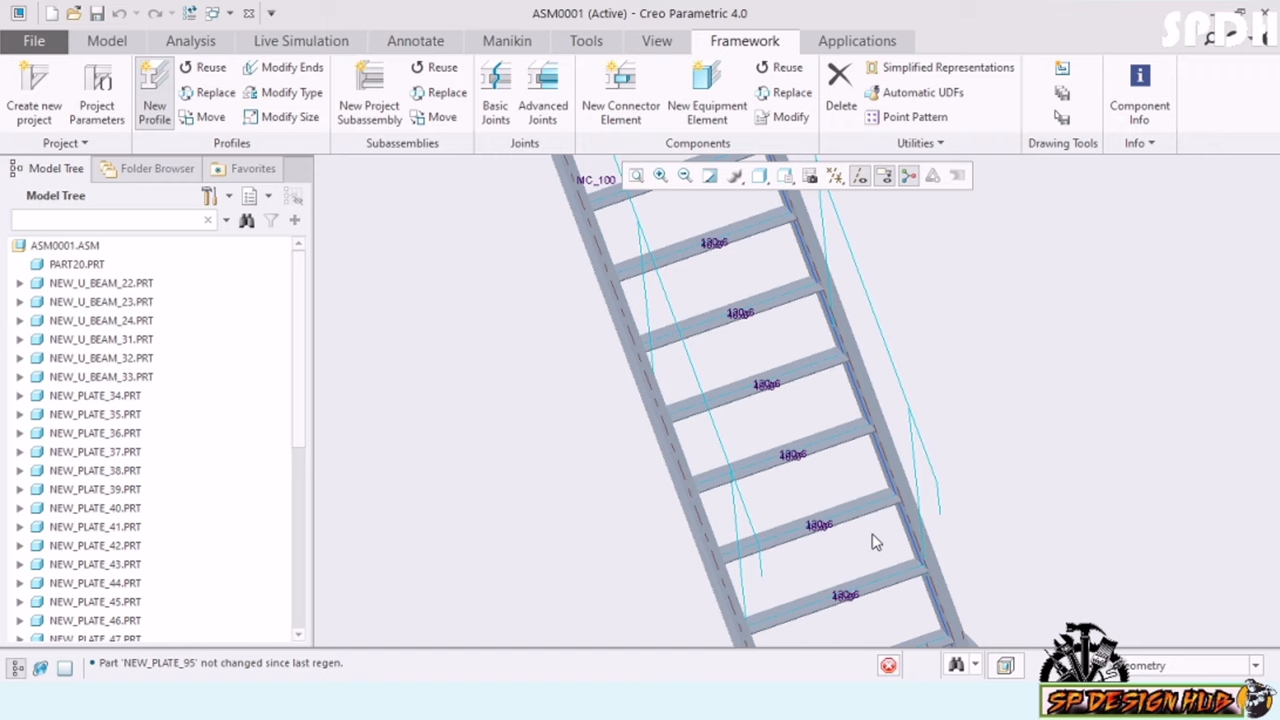 ASM0001 (Active) - Creo Parametric 4.0
SPDH
File Model Analysis Live Simulation Annotate Manikin Tools View Framework Applications
Create new project
Project Parameters
Project
New Profile
Reuse
Replace
Move
Modify Ends
Modify Type
Modify Size
Profiles
New Project Subassembly
Reuse
Replace
Move
Subassemblies
Basic Joints
Advanced Joints
Joints
New Connector Element
New Equipment Element
Reuse
Replace
Modify
Components
Delete
Simplified Representations
Automatic UDFs
Point Pattern
Utilities
Drawing Tools
Component Info
Info
Model Tree Folder Browser Favorites
Model Tree
ASM0001.ASM
PART20.PRT
NEW_U_BEAM_22.PRT
NEW_U_BEAM_23.PRT
NEW_U_BEAM_24.PRT
NEW_U_BEAM_31.PRT
NEW_U_BEAM_32.PRT
NEW_U_BEAM_33.PRT
NEW_PLATE_34.PRT
NEW_PLATE_35.PRT
NEW_PLATE_36.PRT
NEW_PLATE_37.PRT
NEW_PLATE_38.PRT
NEW_PLATE_39.PRT
NEW_PLATE_40.PRT
NEW_PLATE_41.PRT
NEW_PLATE_42.PRT
NEW_PLATE_43.PRT
NEW_PLATE_44.PRT
NEW_PLATE_45.PRT
NEW_PLATE_46.PRT
NEW_PLATE_47.PRT
MC_100
• Part 'NEW_PLATE_95' not changed since last regen.
SP DESIGN HUB